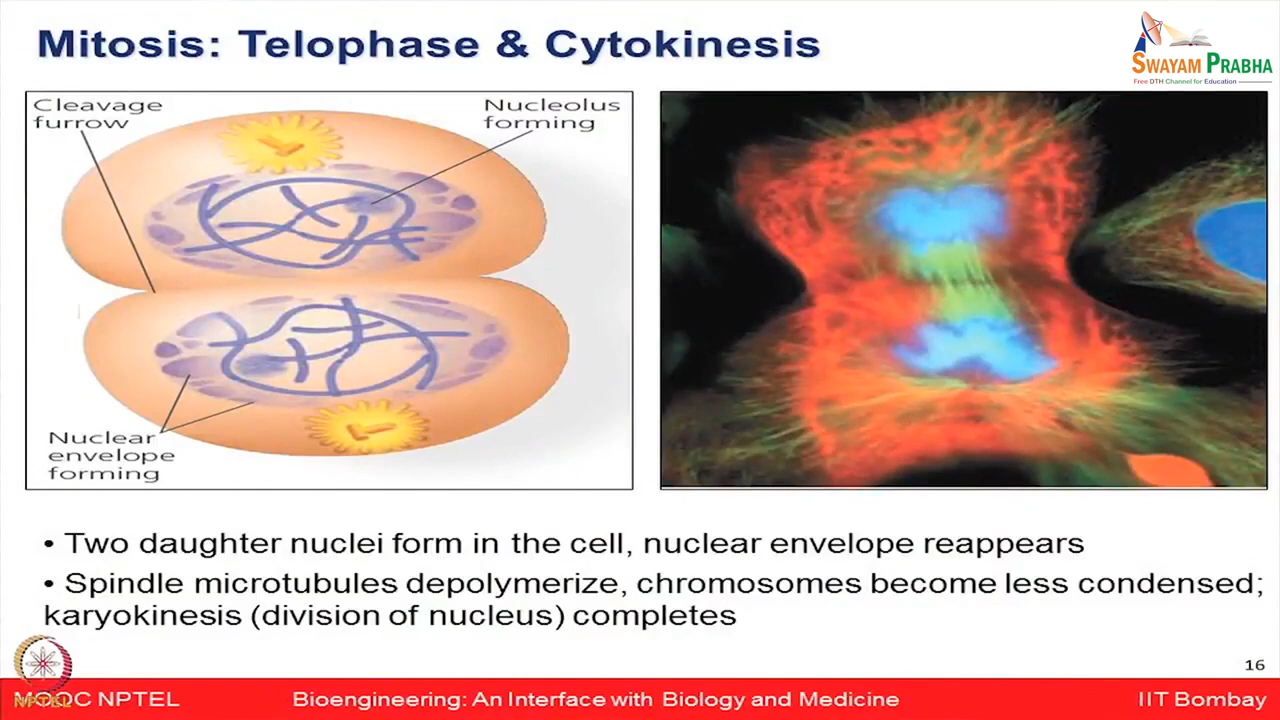 Mitosis: Telophase & Cytokinesis
SWAYAM PRABHA
Free DTH Channel for Education
Cleavage
furrow
Nucleolus
forming
Nuclear
envelope
forming
• Two daughter nuclei form in the cell, nuclear envelope reappears
• Spindle microtubules depolymerize, chromosomes become less condensed;
karyokinesis (division of nucleus) completes
16
NPTEL
MOOC NPTEL
Bioengineering: An Interface with Biology and Medicine
IIT Bombay